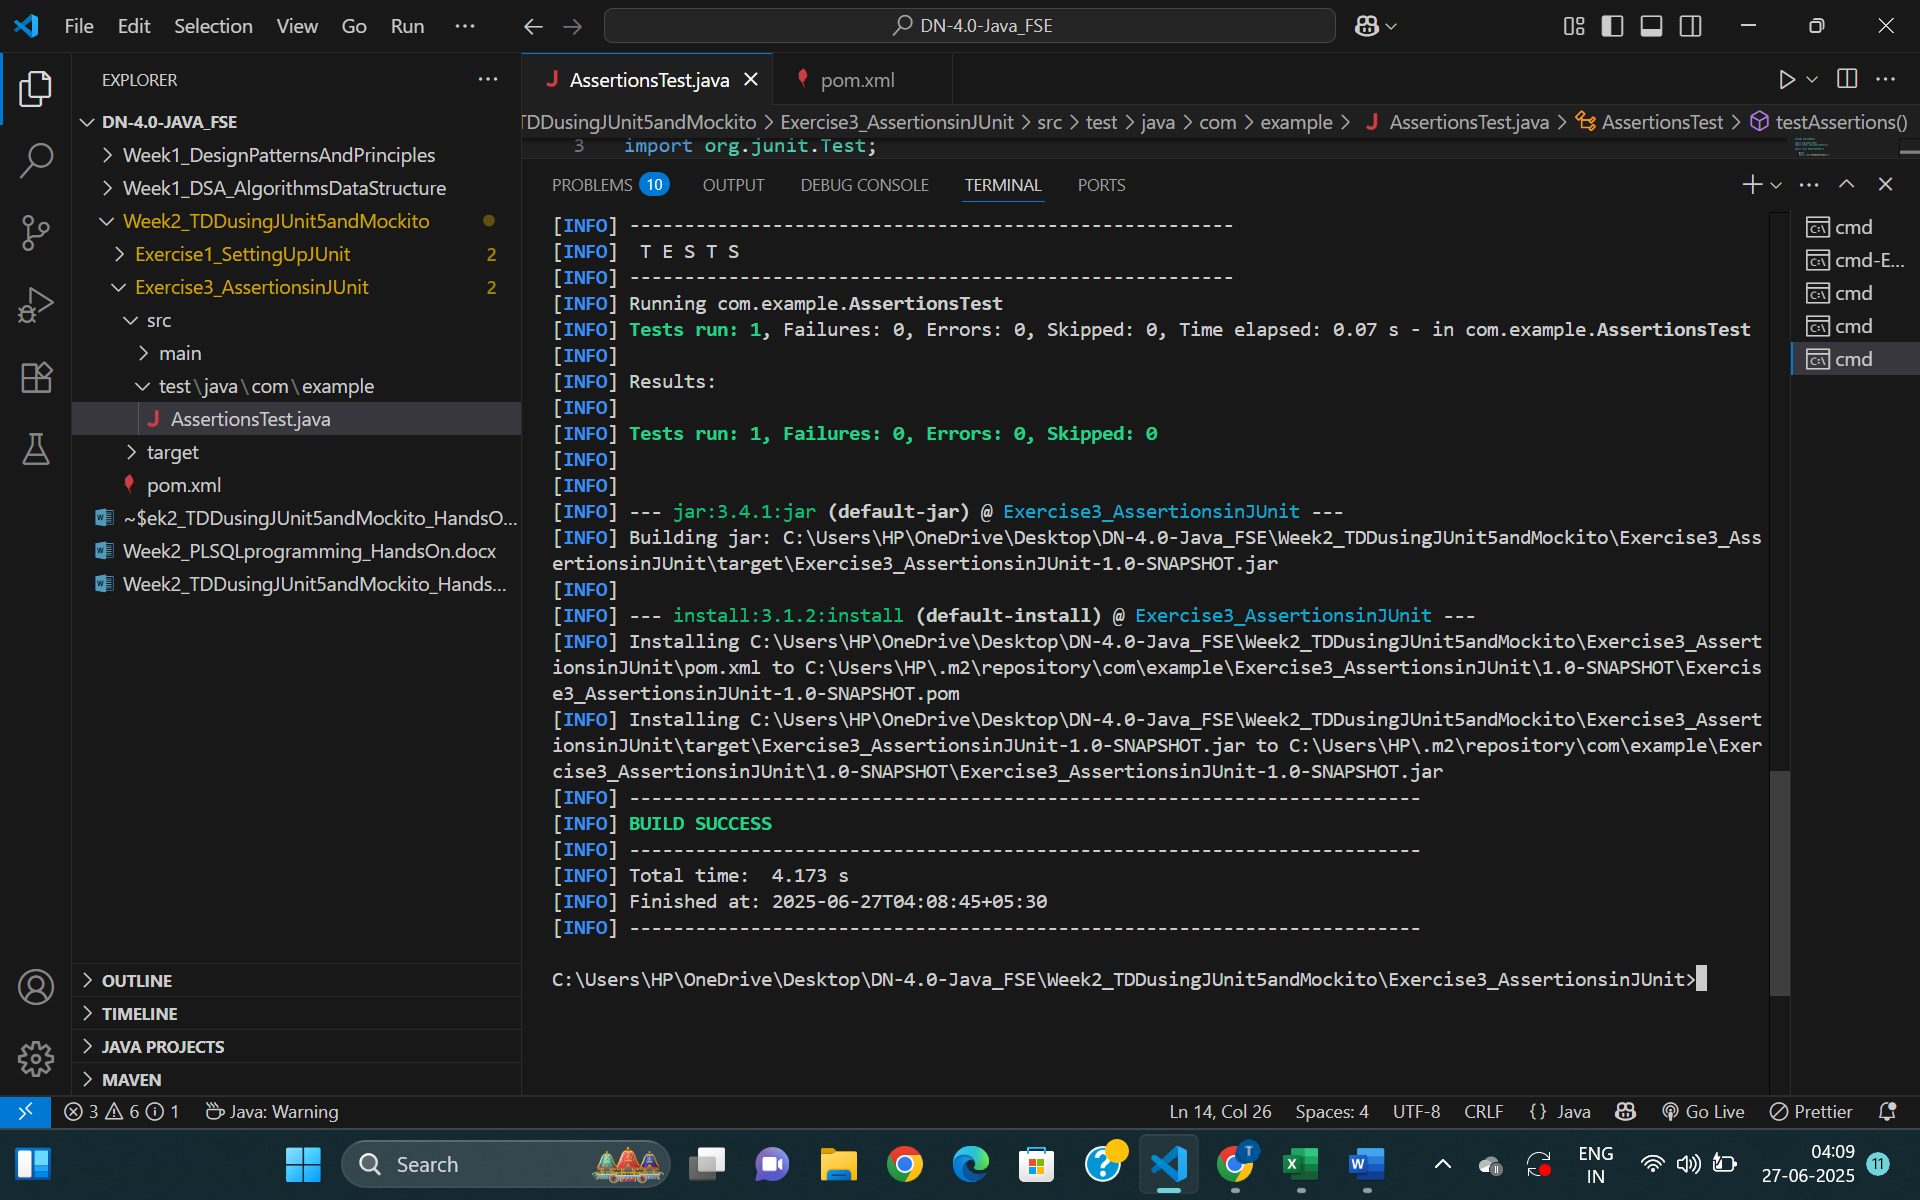 File Edit Selection View Go Run ··· DN-4.0-Java_FSE
EXPLORER
DN-4.0-JAVA_FSE
Week1_DesignPatternsAndPrinciples
Week1_DSA_AlgorithmsDataStructure
Week2_TDDusingJUnit5andMockito
Exercise1_SettingUpJUnit 2
Exercise3_AssertionsinJUnit 2
src
main
test\java\com\example
AssertionsTest.java
target
pom.xml
~$ek2_TDDusingJUnit5andMockito_HandsO...
Week2_PLSQLprogramming_HandsOn.docx
Week2_TDDusingJUnit5andMockito_Hands...
OUTLINE
TIMELINE
JAVA PROJECTS
MAVEN
AssertionsTest.java pom.xml
TDDusingJUnit5andMockito > Exercise3_AssertionsinJUnit > src > test > java > com > example > AssertionsTest.java > AssertionsTest > testAssertions()
3 import org.junit.Test;
PROBLEMS 10 OUTPUT DEBUG CONSOLE TERMINAL PORTS
[INFO] -------------------------------------------------------
[INFO]  T E S T S
[INFO] -------------------------------------------------------
[INFO] Running com.example.AssertionsTest
[INFO] Tests run: 1, Failures: 0, Errors: 0, Skipped: 0, Time elapsed: 0.07 s - in com.example.AssertionsTest
[INFO]
[INFO] Results:
[INFO]
[INFO] Tests run: 1, Failures: 0, Errors: 0, Skipped: 0
[INFO]
[INFO]
[INFO] --- jar:3.4.1:jar (default-jar) @ Exercise3_AssertionsinJUnit ---
[INFO] Building jar: C:\Users\HP\OneDrive\Desktop\DN-4.0-Java_FSE\Week2_TDDusingJUnit5andMockito\Exercise3_Ass
ertionsinJUnit\target\Exercise3_AssertionsinJUnit-1.0-SNAPSHOT.jar
[INFO]
[INFO] --- install:3.1.2:install (default-install) @ Exercise3_AssertionsinJUnit ---
[INFO] Installing C:\Users\HP\OneDrive\Desktop\DN-4.0-Java_FSE\Week2_TDDusingJUnit5andMockito\Exercise3_Assert
ionsinJUnit\pom.xml to C:\Users\HP\.m2\repository\com\example\Exercise3_AssertionsinJUnit\1.0-SNAPSHOT\Exercis
e3_AssertionsinJUnit-1.0-SNAPSHOT.pom
[INFO] Installing C:\Users\HP\OneDrive\Desktop\DN-4.0-Java_FSE\Week2_TDDusingJUnit5andMockito\Exercise3_Assert
ionsinJUnit\target\Exercise3_AssertionsinJUnit-1.0-SNAPSHOT.jar to C:\Users\HP\.m2\repository\com\example\Exer
cise3_AssertionsinJUnit\1.0-SNAPSHOT\Exercise3_AssertionsinJUnit-1.0-SNAPSHOT.jar
[INFO] ------------------------------------------------------------------------
[INFO] BUILD SUCCESS
[INFO] ------------------------------------------------------------------------
[INFO] Total time:  4.173 s
[INFO] Finished at: 2025-06-27T04:08:45+05:30
[INFO] ------------------------------------------------------------------------
C:\Users\HP\OneDrive\Desktop\DN-4.0-Java_FSE\Week2_TDDusingJUnit5andMockito\Exercise3_AssertionsinJUnit>
cmd
cmd-E...
cmd
cmd
cmd
3 6 1 Java: Warning Ln 14, Col 26 Spaces: 4 UTF-8 CRLF {} Java Go Live Prettier
Search T ENG
IN
04:09
27-06-2025 11